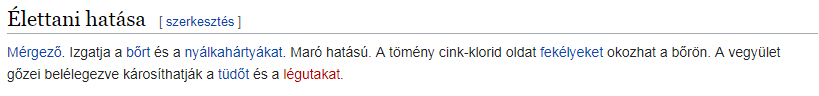 Élettani hatása [ szerkesztés ]
Mérgező. Izgatja a bőrt és a nyálkahártyákat. Maró hatású. A tömény cink-klorid oldat fekélyeket okozhat a bőrön. A vegyület
gőzei belélegezve károsíthatják a tüdőt és a légutakat.